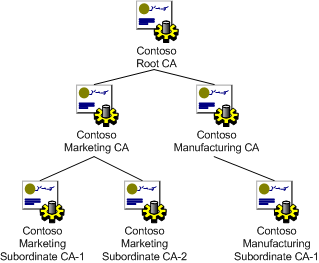 Contoso
Root CA
Contoso
Marketing CA
Contoso
Manufacturing CA
Contoso
Marketing
Subordinate CA-1
Contoso
Marketing
Subordinate CA-2
Contoso
Manufacturing
Subordinate CA-1